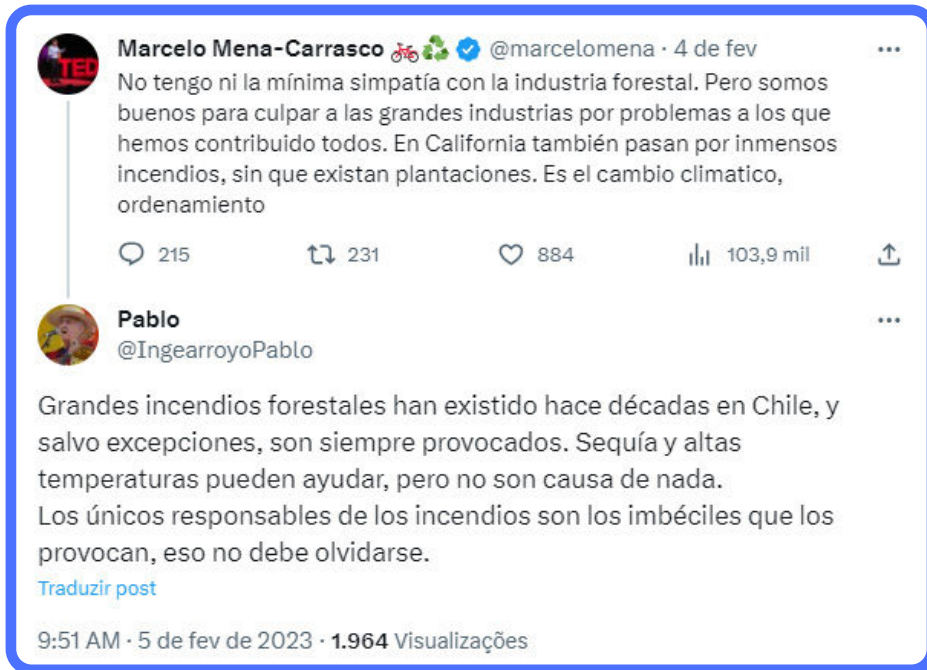 Marcelo Mena-Carrasco 🚲♻️ @marcelomena · 4 de fev
TED
No tengo ni la mínima simpatía con la industria forestal. Pero somos
buenos para culpar a las grandes industrias por problemas a los que
hemos contribuido todos. En California también pasan por inmensos
incendios, sin que existan plantaciones. Es el cambio climatico,
ordenamiento
215 231 884 103,9 mil
Pablo
@IngearroyoPablo
Grandes incendios forestales han existido hace décadas en Chile, y
salvo excepciones, son siempre provocados. Sequía y altas
temperaturas pueden ayudar, pero no son causa de nada.
Los únicos responsables de los incendios son los imbéciles que los
provocan, eso no debe olvidarse.
Traduzir post
9:51 AM · 5 de fev de 2023 · 1.964 Visualizações